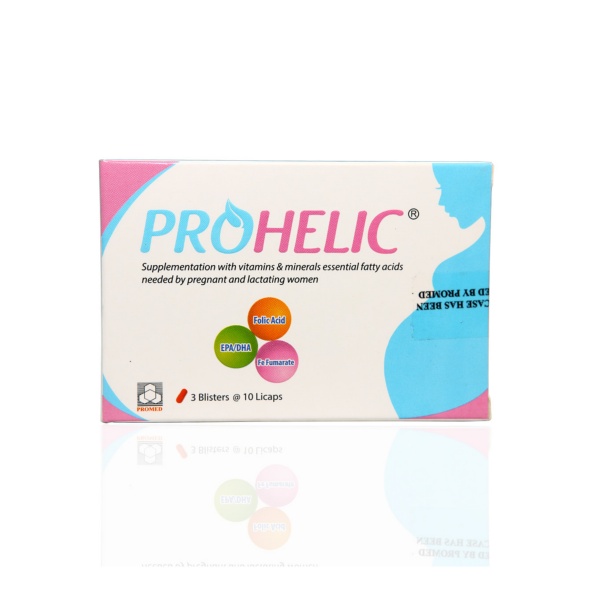 PROHELIC®
Supplementation with vitamins & minerals essential fatty acids
needed by pregnant and lactating women
Folic Acid
EPA/DHA
Fe Fumarate
3 Blisters @ 10 Licaps
PROMED
CASE HAS BEEN
ED BY PROMED